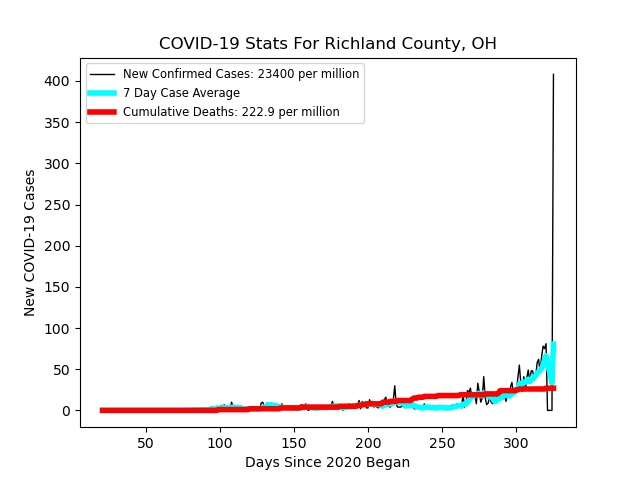 COVID-19 Stats For Richland County, OH
New Confirmed Cases: 23400 per million
7 Day Case Average
Cumulative Deaths: 222.9 per million
New COVID-19 Cases
400
350
300
250
200
150
100
50
0
50 100 150 200 250 300
Days Since 2020 Began